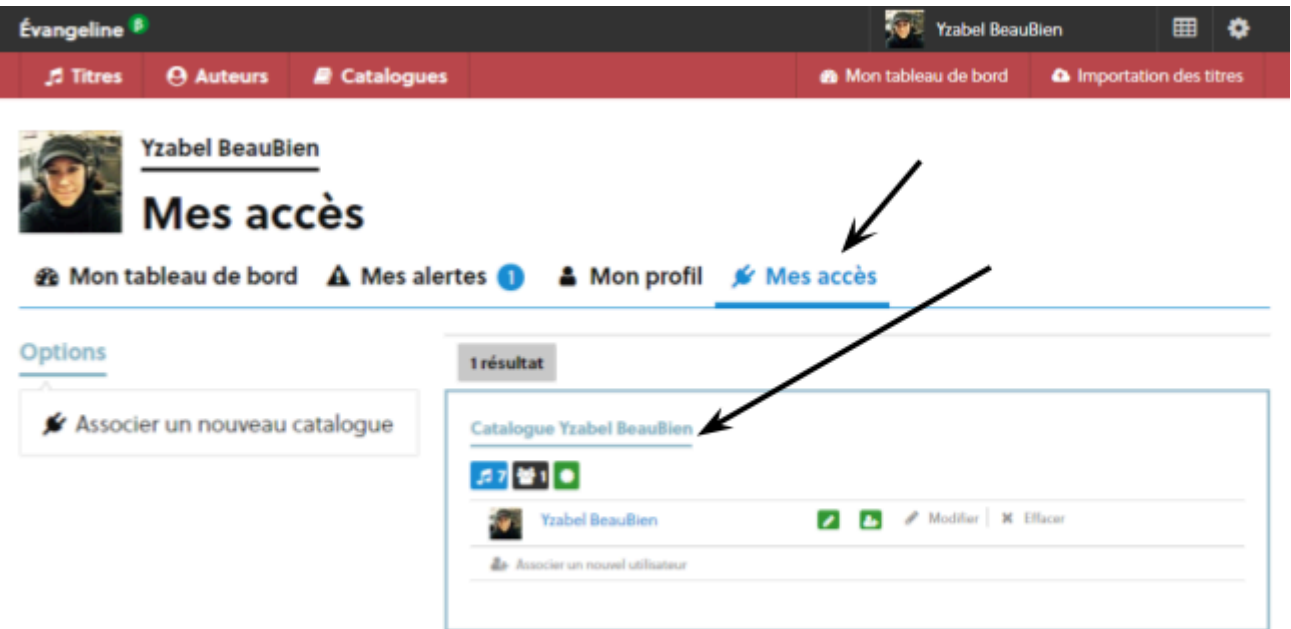 Évangeline β
Yzabel BeauBien
Titres Auteurs Catalogues Mon tableau de bord Importation des titres
Yzabel BeauBien
Mes accès
Mon tableau de bord Mes alertes 1 Mon profil Mes accès
Options
1 résultat
Associer un nouveau catalogue
Catalogue Yzabel BeauBien
7 1
Yzabel BeauBien Modifier Effacer
Associer un nouvel utilisateur